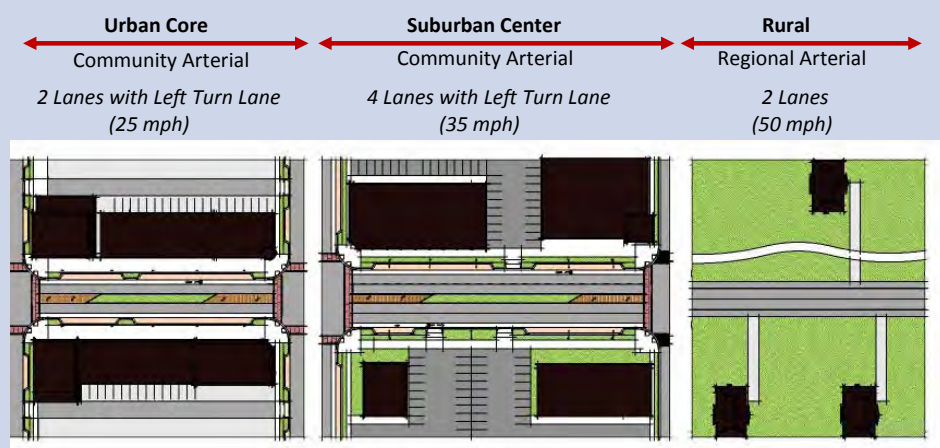 Urban Core
Community Arterial
2 Lanes with Left Turn Lane
(25 mph)
Suburban Center
Community Arterial
4 Lanes with Left Turn Lane
(35 mph)
Rural
Regional Arterial
2 Lanes
(50 mph)